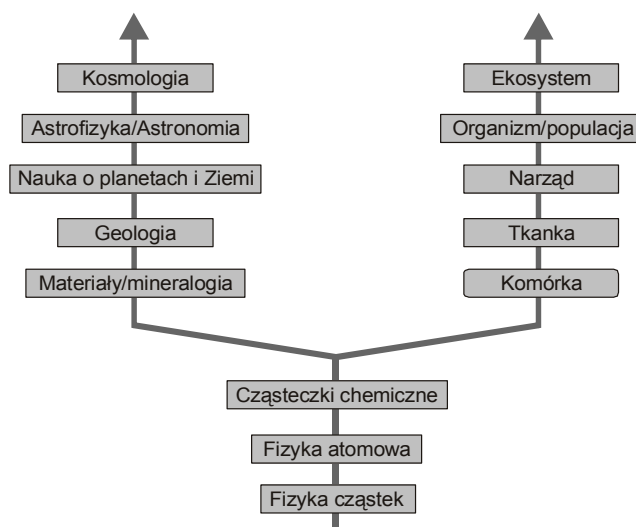 Kosmologia
Astrofizyka/Astronomia
Nauka o planetach i Ziemi
Geologia
Materiały/mineralogia
Ekosystem
Organizm/populacja
Narząd
Tkanka
Komórka
Cząsteczki chemiczne
Fizyka atomowa
Fizyka cząstek